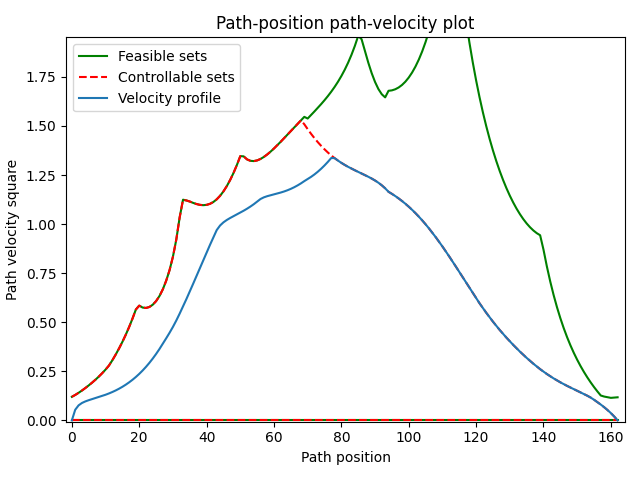 Path-position path-velocity plot
Feasible sets
Controllable sets
Velocity profile
Path velocity square
1.75
1.50
1.25
1.00
0.75
0.50
0.25
0.00
0 20 40 60 80 100 120 140 160
Path position